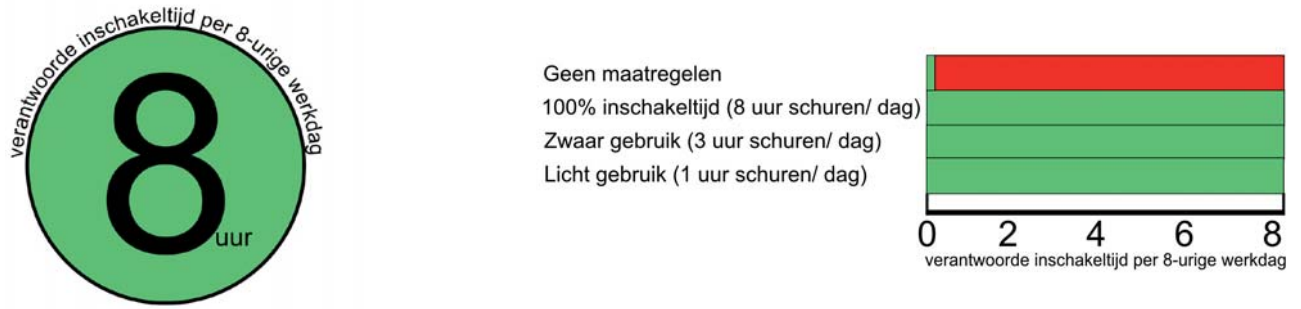 verantwoorde inschakeltijd per 8-urige werkdag
8
uur
Geen maatregelen
100% inschakeltijd (8 uur schuren/ dag)
Zwaar gebruik (3 uur schuren/ dag)
Licht gebruik (1 uur schuren/ dag)
0 2 4 6 8
verantwoorde inschakeltijd per 8-urige werkdag